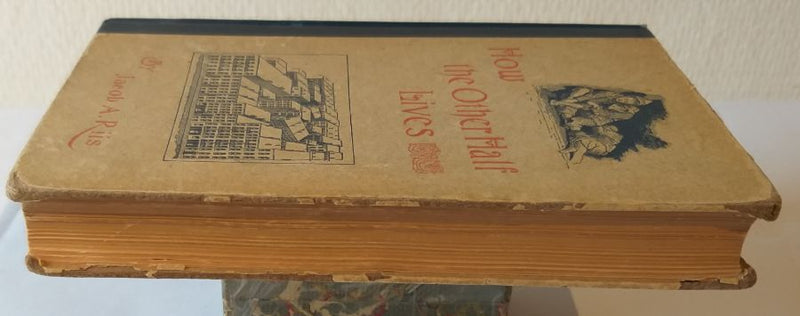 How
the Other Half
Lives
By
Jacob A. Riis